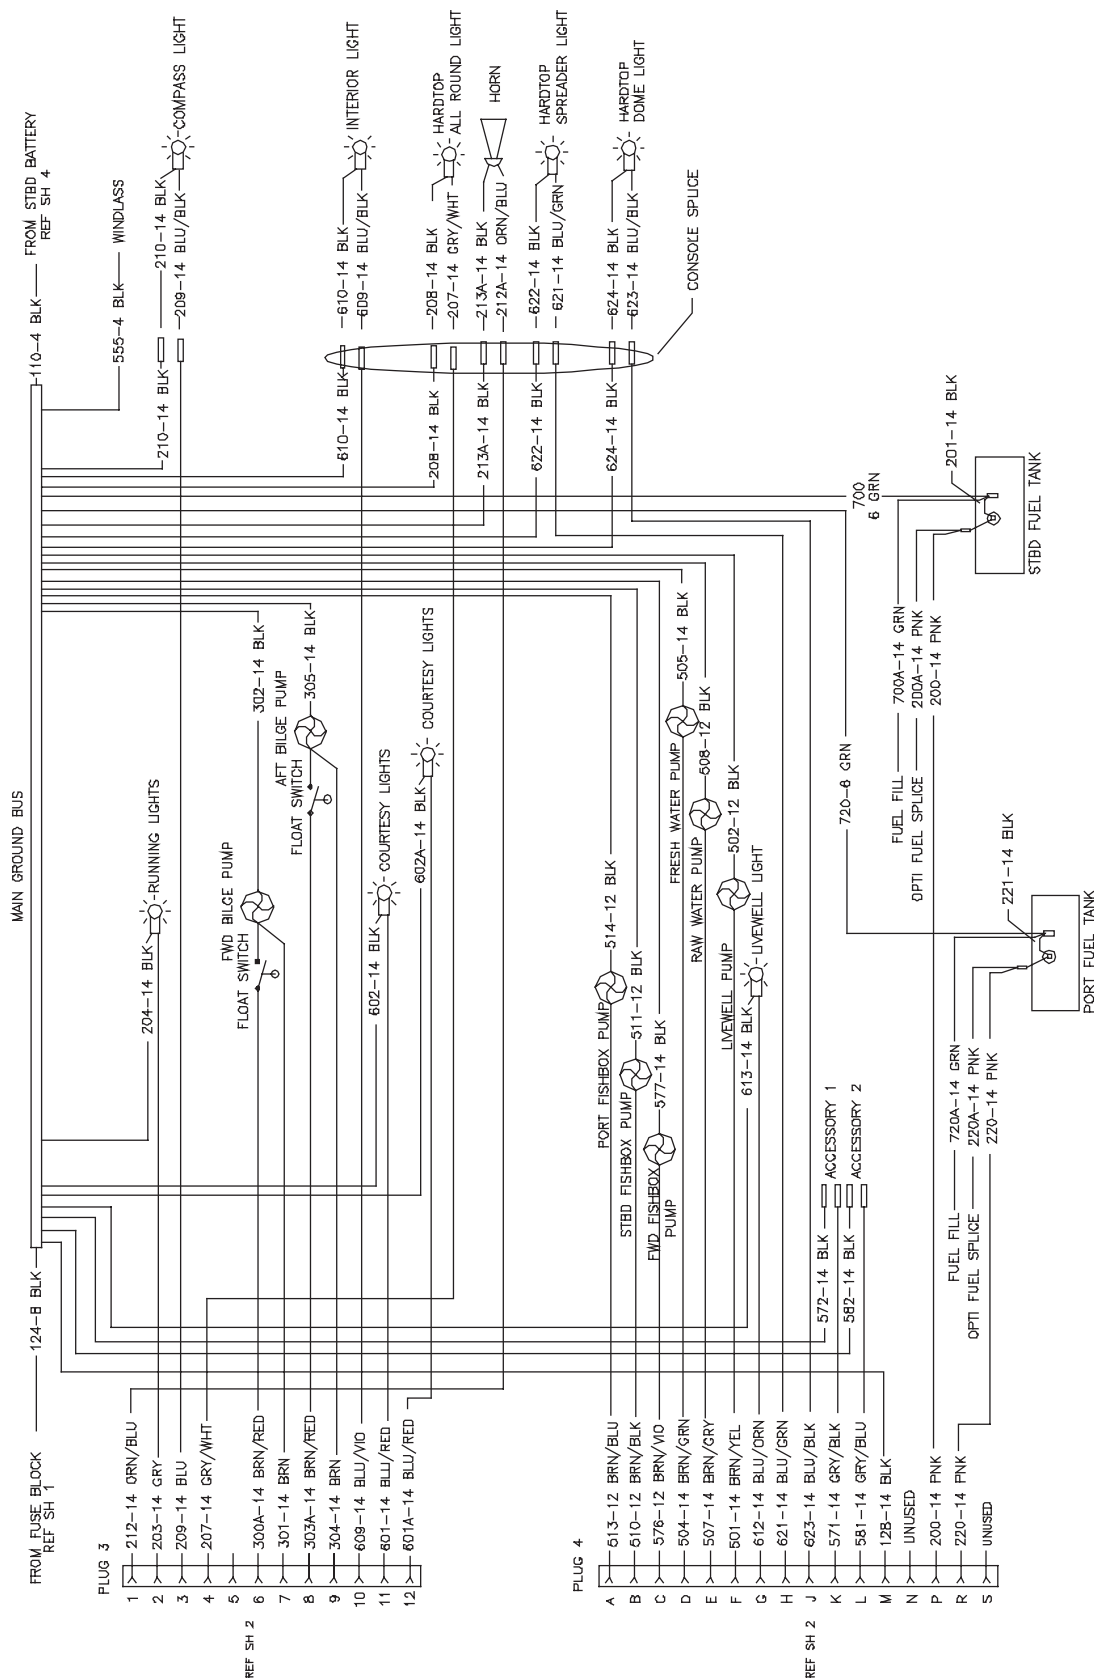 MAIN GROUND BUS
FROM FUSE BLOCK
REF SH 1
124-8 BLK
110-4 BLK
FROM STBD BATTERY
REF SH 4
555-4 BLK
WINDLASS
210-14 BLK
210-14 BLK
209-14 BLU/BLK
COMPASS LIGHT
610-14 BLK
610-14 BLK
609-14 BLU/BLK
INTERIOR LIGHT
208-14 BLK
208-14 BLK
207-14 GRY/WHT
HARDTOP
ALL ROUND LIGHT
213A-14 BLK
213A-14 BLK
212A-14 ORN/BLU
HORN
622-14 BLK
622-14 BLK
621-14 BLU/GRN
HARDTOP
SPREADER LIGHT
624-14 BLK
624-14 BLK
623-14 BLU/BLK
HARDTOP
DOME LIGHT
CONSOLE SPLICE
204-14 BLK
RUNNING LIGHTS
FWD BILGE PUMP
FLOAT SWITCH
302-14 BLK
AFT BILGE PUMP
FLOAT SWITCH
305-14 BLK
602-14 BLK
COURTESY LIGHTS
602A-14 BLK
COURTESY LIGHTS
PLUG 3
1
212-14 ORN/BLU
2
203-14 GRY
3
209-14 BLU
4
207-14 GRY/WHT
5
6
300A-14 BRN/RED
7
301-14 BRN
8
303A-14 BRN/RED
9
304-14 BRN
10
609-14 BLU/VIO
11
601-14 BLU/RED
12
601A-14 BLU/RED
REF SH 2
PORT FISHBOX PUMP
514-12 BLK
STBD FISHBOX PUMP
511-12 BLK
FWD FISHBOX
PUMP
577-14 BLK
FRESH WATER PUMP
505-14 BLK
RAW WATER PUMP
508-12 BLK
LIVEWELL PUMP
502-12 BLK
613-14 BLK
LIVEWELL LIGHT
572-14 BLK
ACCESSORY 1
582-14 BLK
ACCESSORY 2
PLUG 4
A
513-12 BRN/BLU
B
510-12 BRN/BLK
C
576-12 BRN/VIO
D
504-14 BRN/GRN
E
507-14 BRN/GRY
F
501-14 BRN/YEL
G
612-14 BLU/ORN
H
621-14 BLU/GRN
J
623-14 BLU/BLK
K
571-14 GRY/BLK
L
581-14 GRY/BLU
M
128-14 BLK
N
UNUSED
P
200-14 PNK
R
220-14 PNK
S
UNUSED
REF SH 2
720-6 GRN
700
6 GRN
FUEL FILL
700A-14 GRN
OPTI FUEL SPLICE
200A-14 PNK
200-14 PNK
201-14 BLK
STBD FUEL TANK
FUEL FILL
720A-14 GRN
OPTI FUEL SPLICE
220A-14 PNK
220-14 PNK
221-14 BLK
PORT FUEL TANK